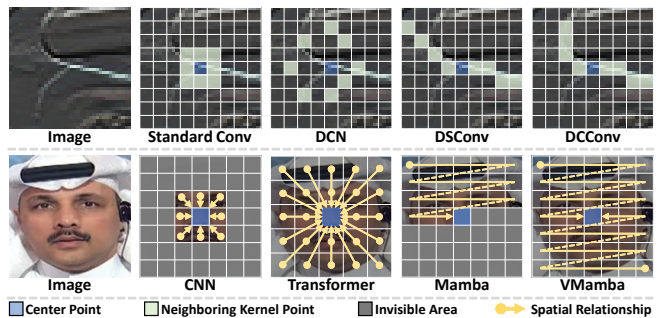 Image Standard Conv DCN DSConv DCConv
Image CNN Transformer Mamba VMamba
Center Point Neighboring Kernel Point Invisible Area Spatial Relationship